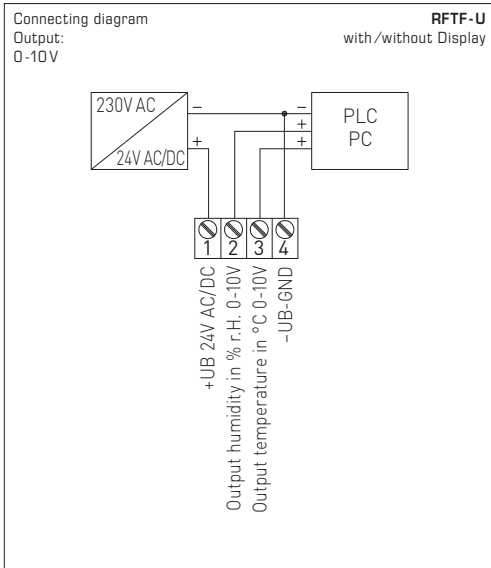 Connecting diagram
Output:
0-10 V
RFTF-U
with/without Display
230V AC
24V AC/DC
−
+
−
+
+
PLC
PC
1
2
3
4
+UB 24V AC/DC
Output humidity in % r.H. 0-10V
Output temperature in °C 0-10V
−UB-GND